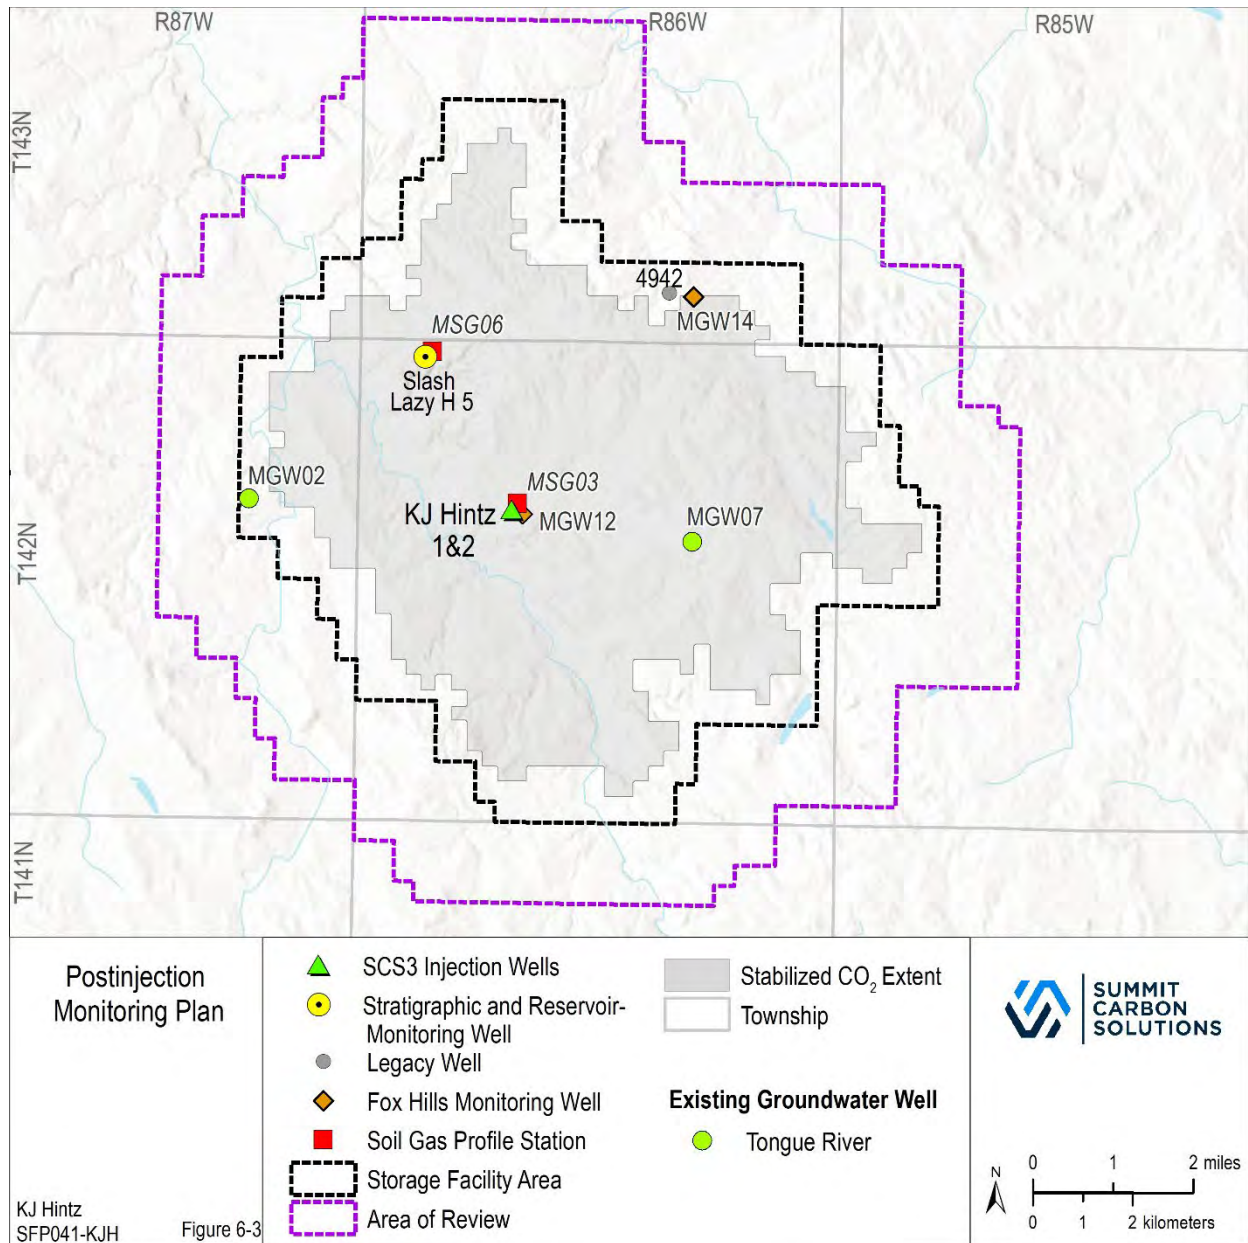 R87W
R86W
R85W
T143N
4942
MGW14
MSG06
Slash
Lazy H 5
MGW02
MSG03
KJ Hintz
1&2
MGW12
MGW07
T142N
T141N
Postinjection
Monitoring Plan
KJ Hintz
SFP041-KJH
Figure 6-3
SCS3 Injection Wells
Stratigraphic and Reservoir-
Monitoring Well
Legacy Well
Fox Hills Monitoring Well
Soil Gas Profile Station
Storage Facility Area
Area of Review
Stabilized CO₂ Extent
Township
Existing Groundwater Well
Tongue River
SUMMIT
CARBON
SOLUTIONS
N
0 1 2 miles
0 1 2 kilometers